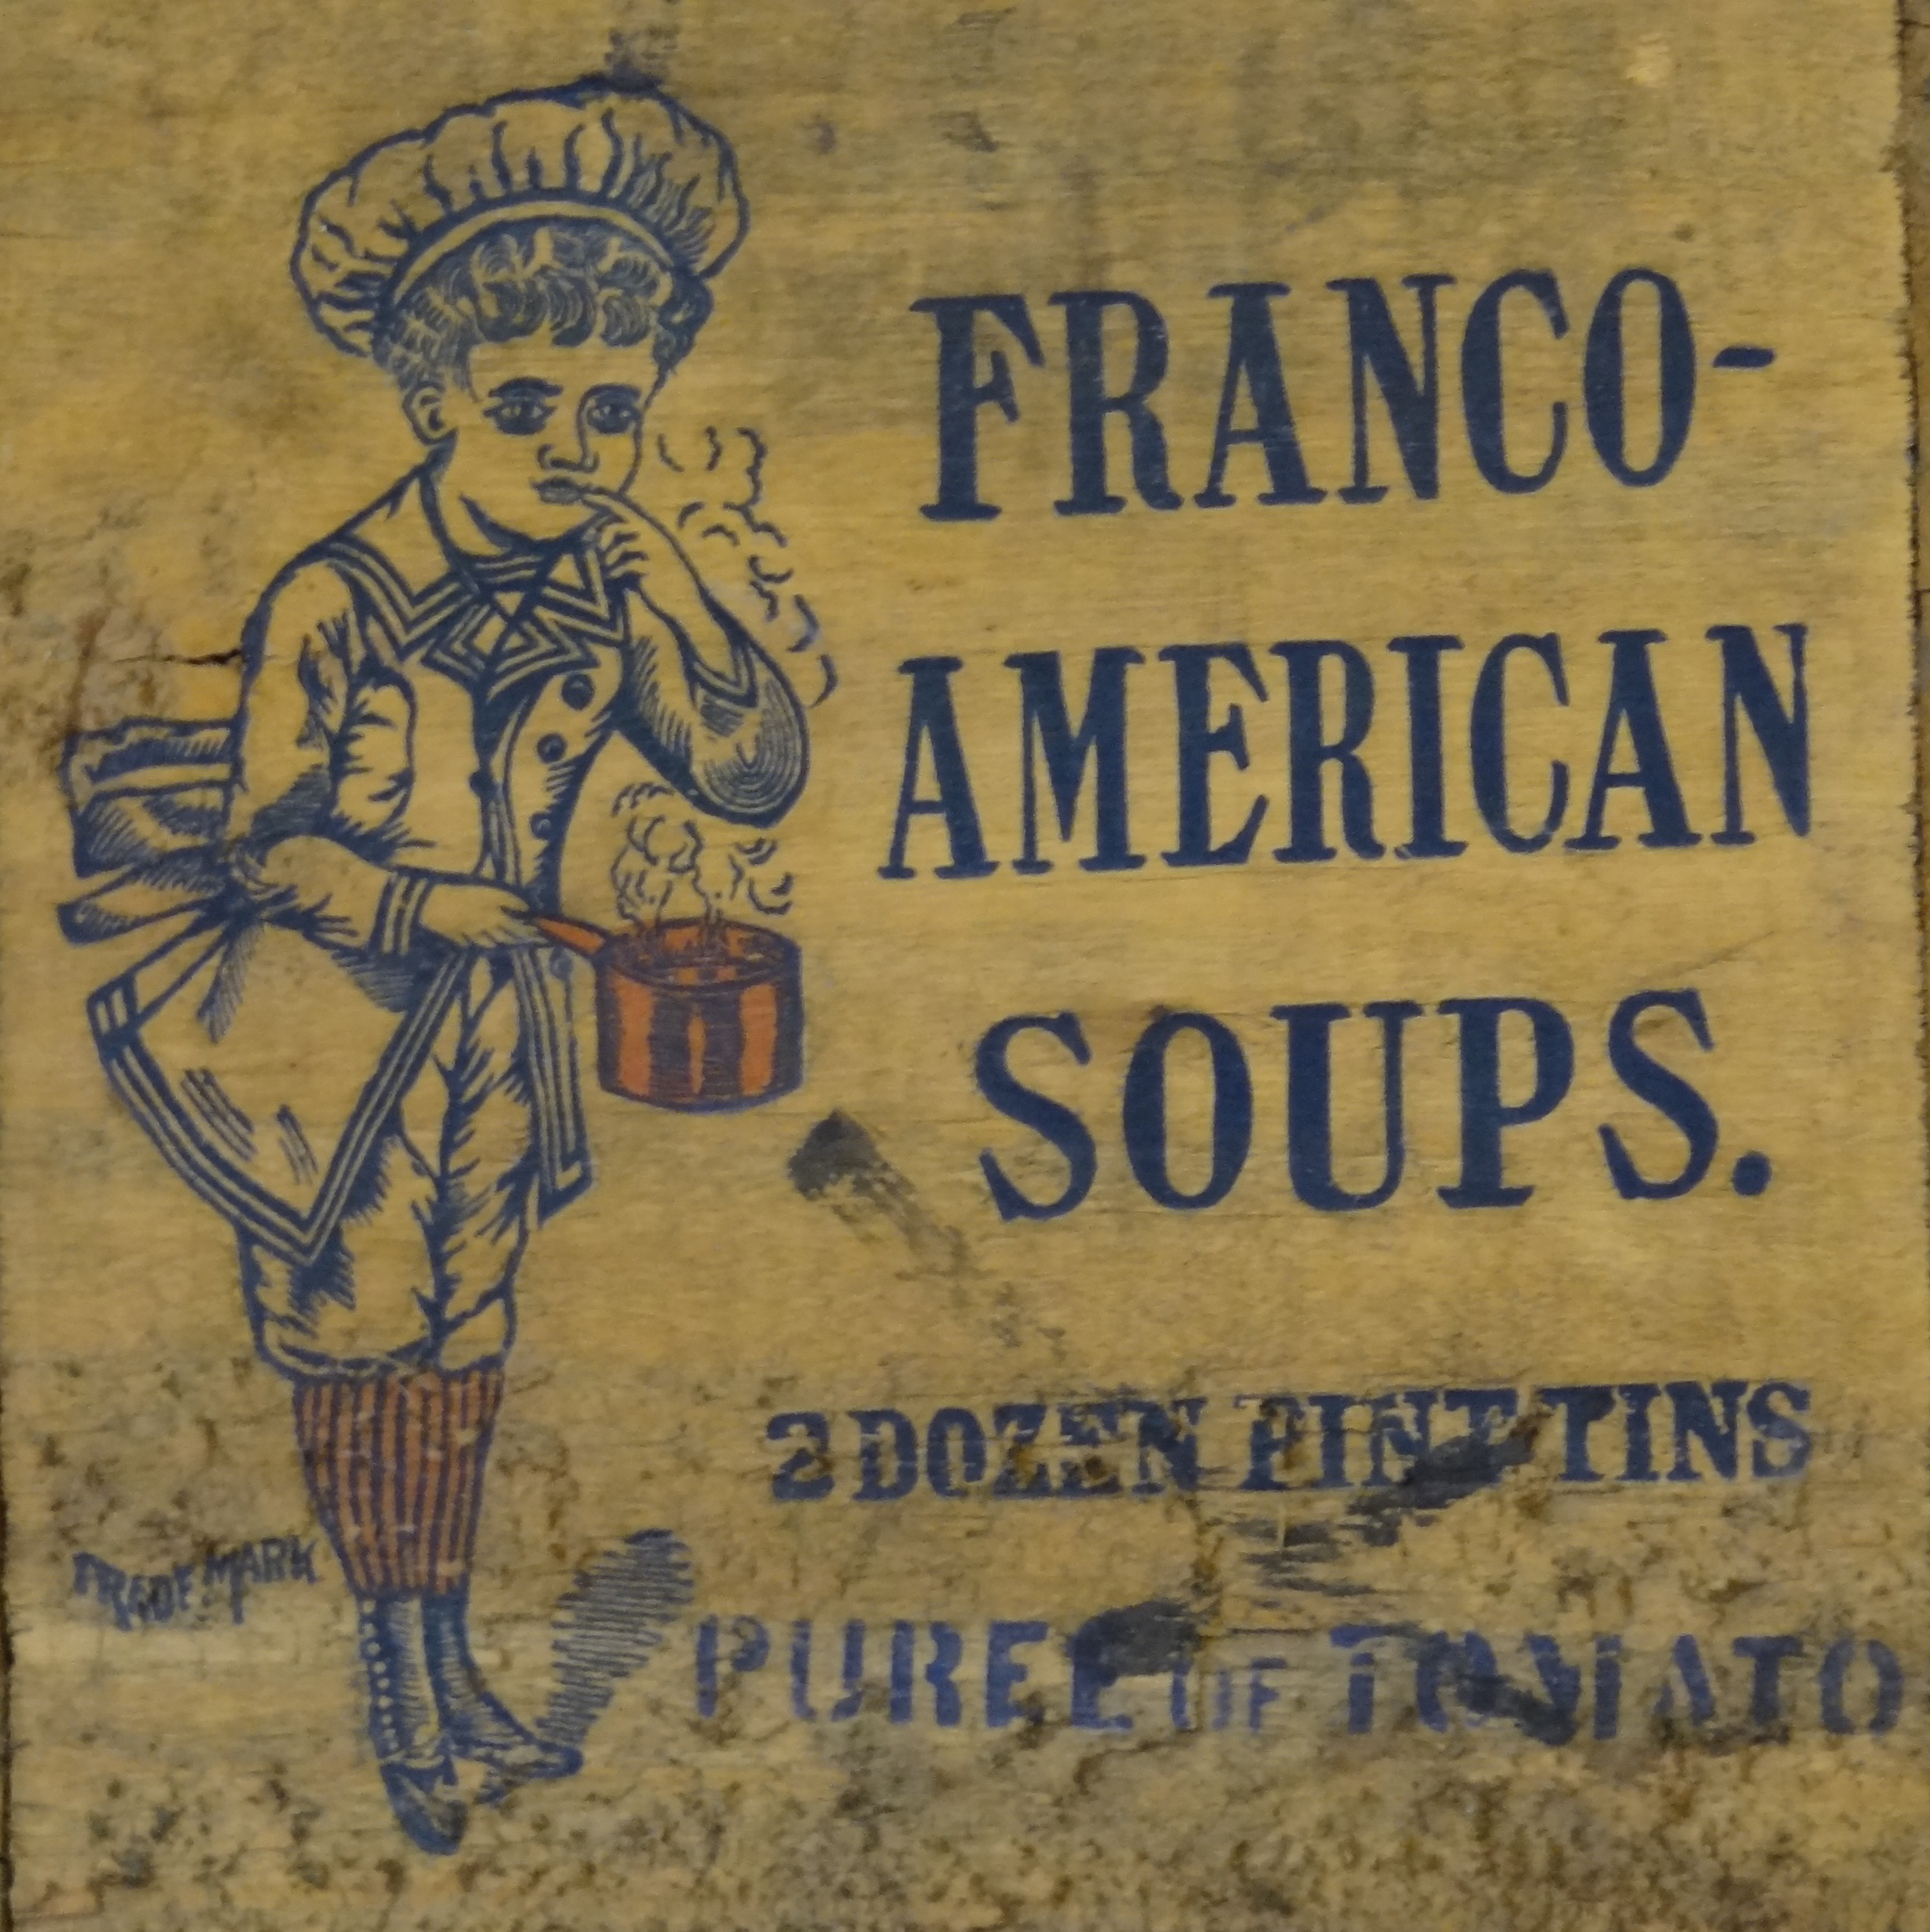 FRANCO-
AMERICAN
SOUPS.
2 DOZEN PINT TINS
TRADE MARK
PUREE OF TOMATO